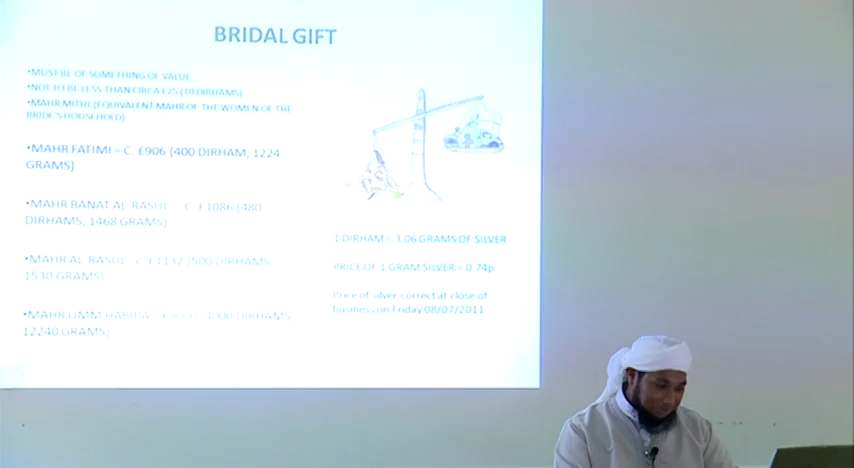 BRIDAL GIFT
•MUST BE OF SOMETHING OF VALUE
•NOT TO BE LESS THAN CIRCA £25 (10 DIRHAMS)
•MAHR MITHL (EQUIVALENT MAHR OF THE WOMEN OF THE
BRIDE'S HOUSEHOLD)
•MAHR FATIMI = C. £906 (400 DIRHAM, 1224
GRAMS)
•MAHR BANAT AL-RASUL C. £1086 (480
DIRHAMS, 1468 GRAMS)
•MAHR AL-RASUL C. £1132 (500 DIRHAMS
1530 GRAMS)
•MAHR UMM HABIBA DIRHAMS
12240 GRAMS)
1 DIRHAM = 3.06 GRAMS OF SILVER
PRICE OF 1 GRAM SILVER = 0.74p
Price of silver correct at close of
business on Friday 08/07/2011